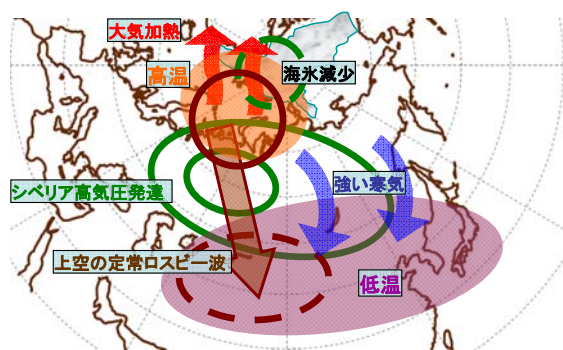 大気加熱
高温
海氷減少
シベリア高気圧発達
強い寒気
上空の定常ロスビー波
低温